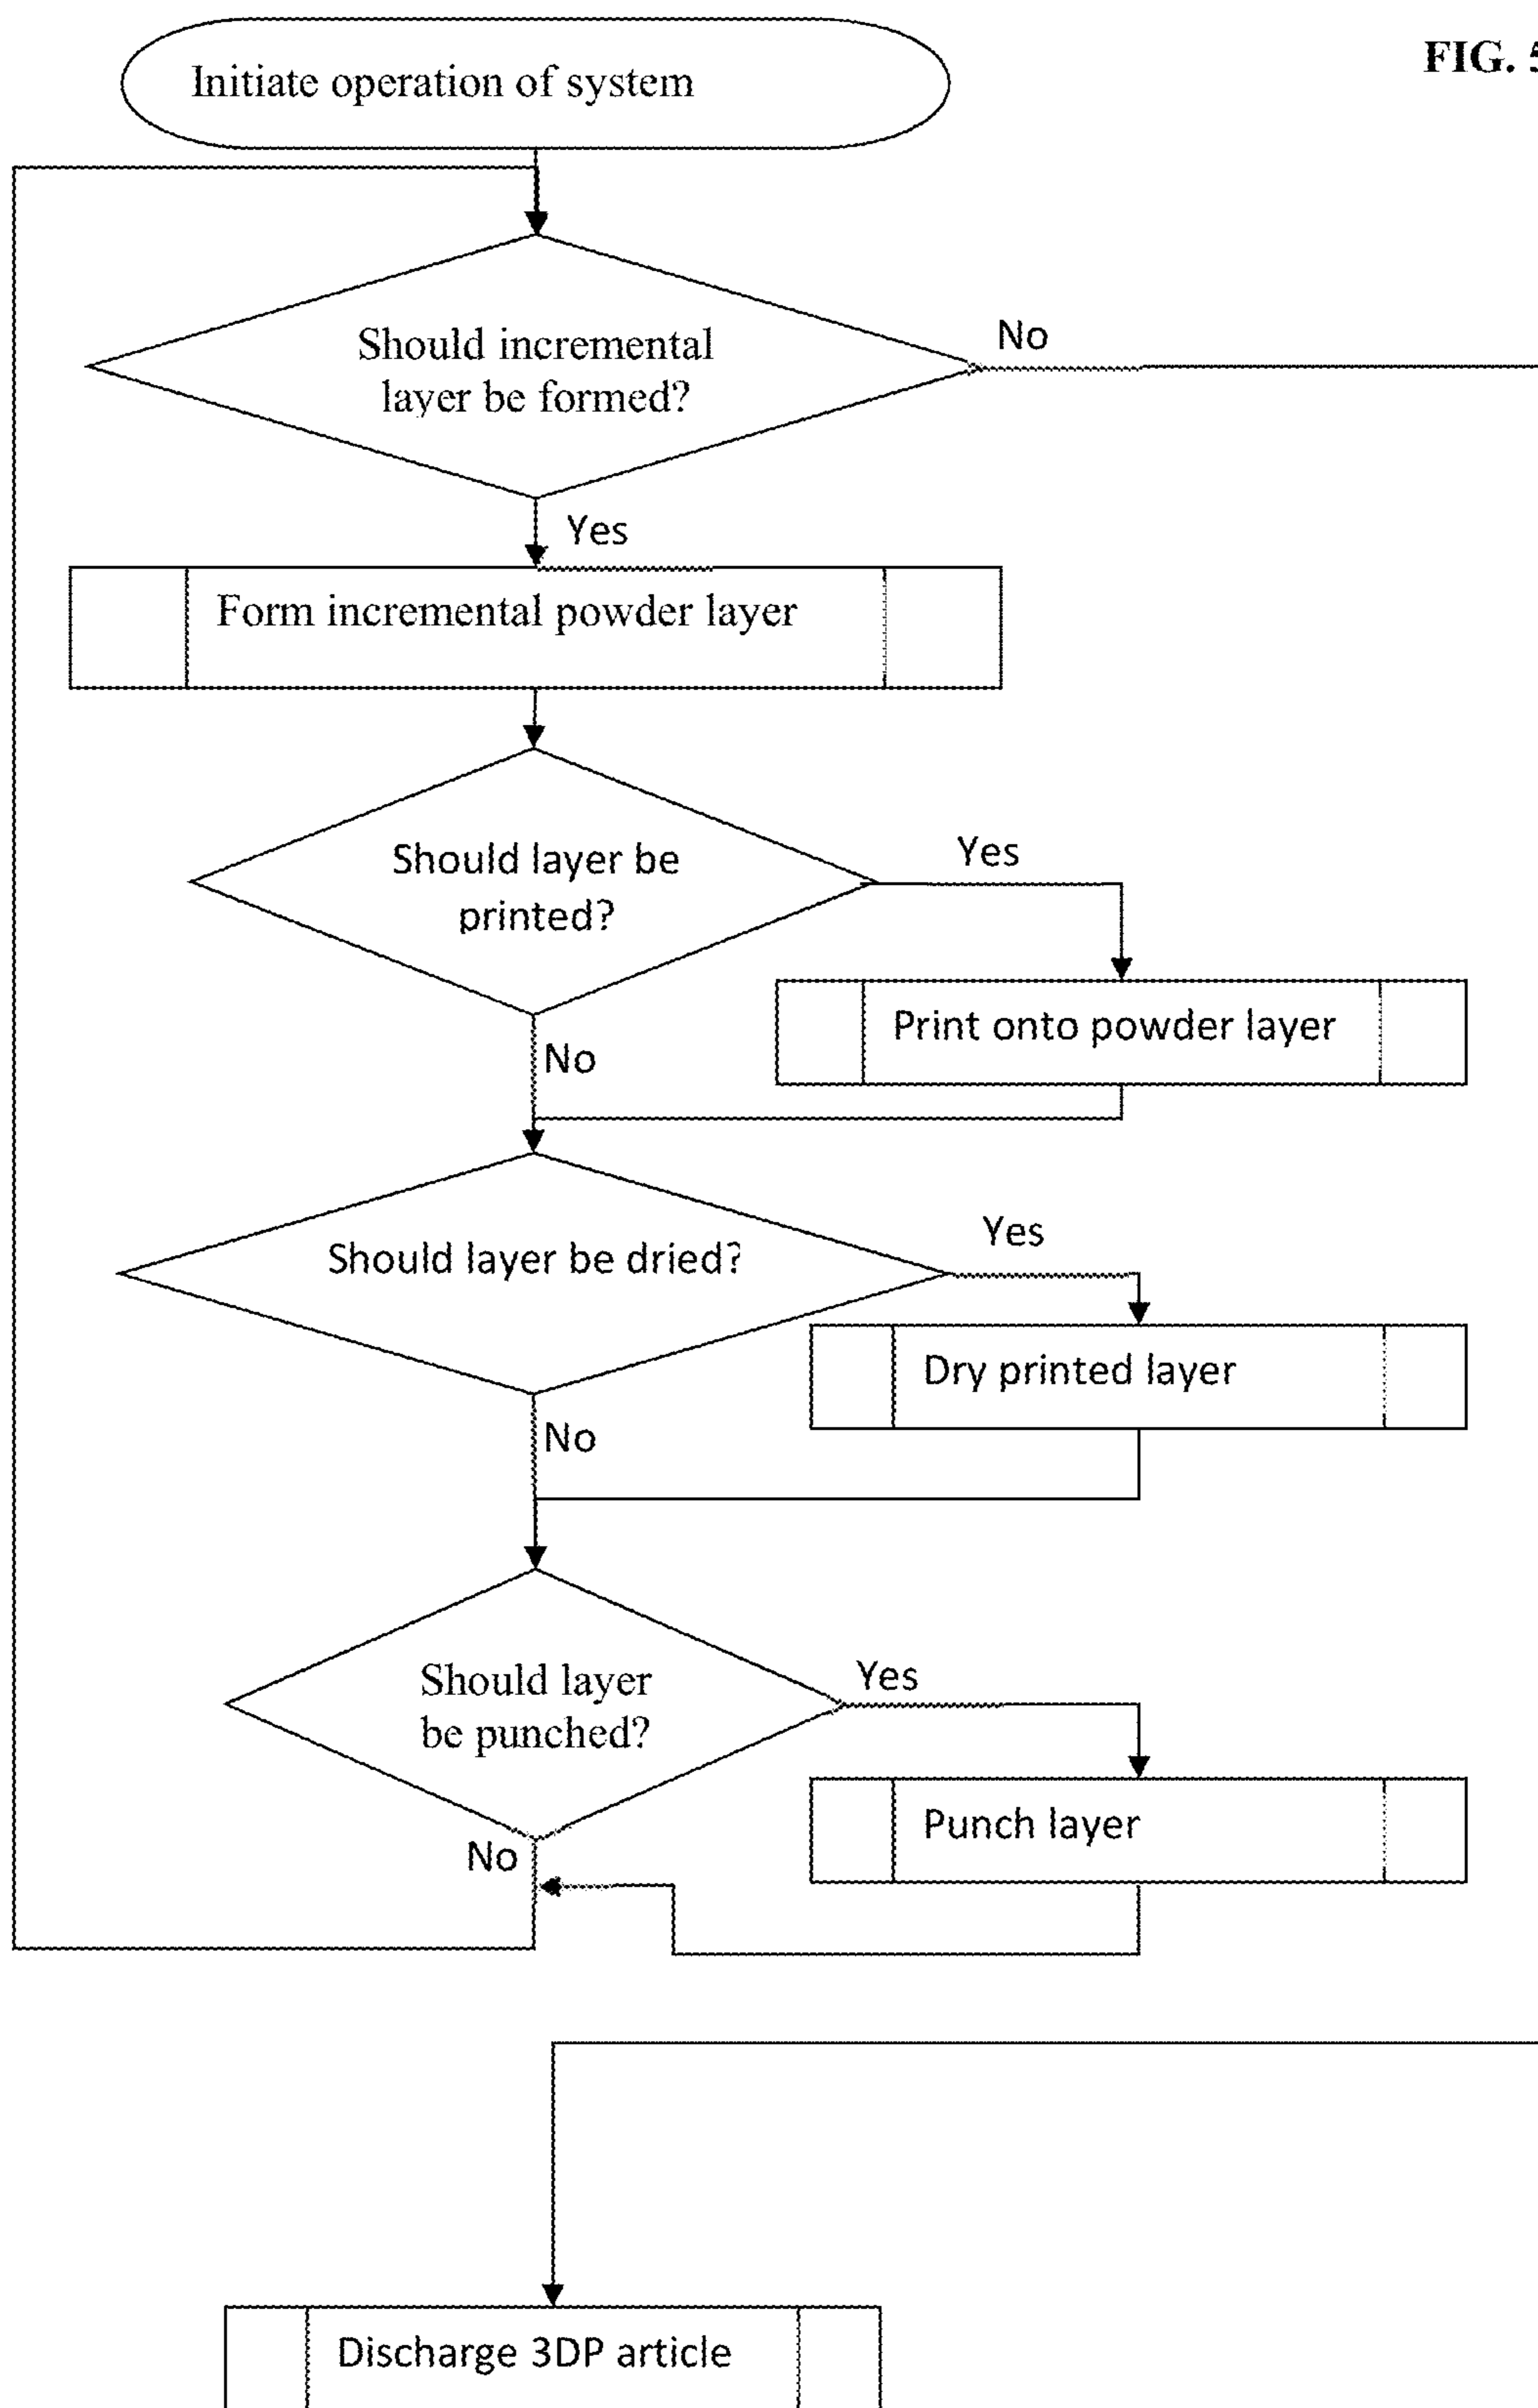 Initiate operation of system
FIG. 5
Should incremental
layer be formed?
No
Yes
Form incremental powder layer
Should layer be
printed?
Yes
Print onto powder layer
No
Should layer be dried?
Yes
Dry printed layer
No
Should layer
be punched?
Yes
Punch layer
No
Discharge 3DP article